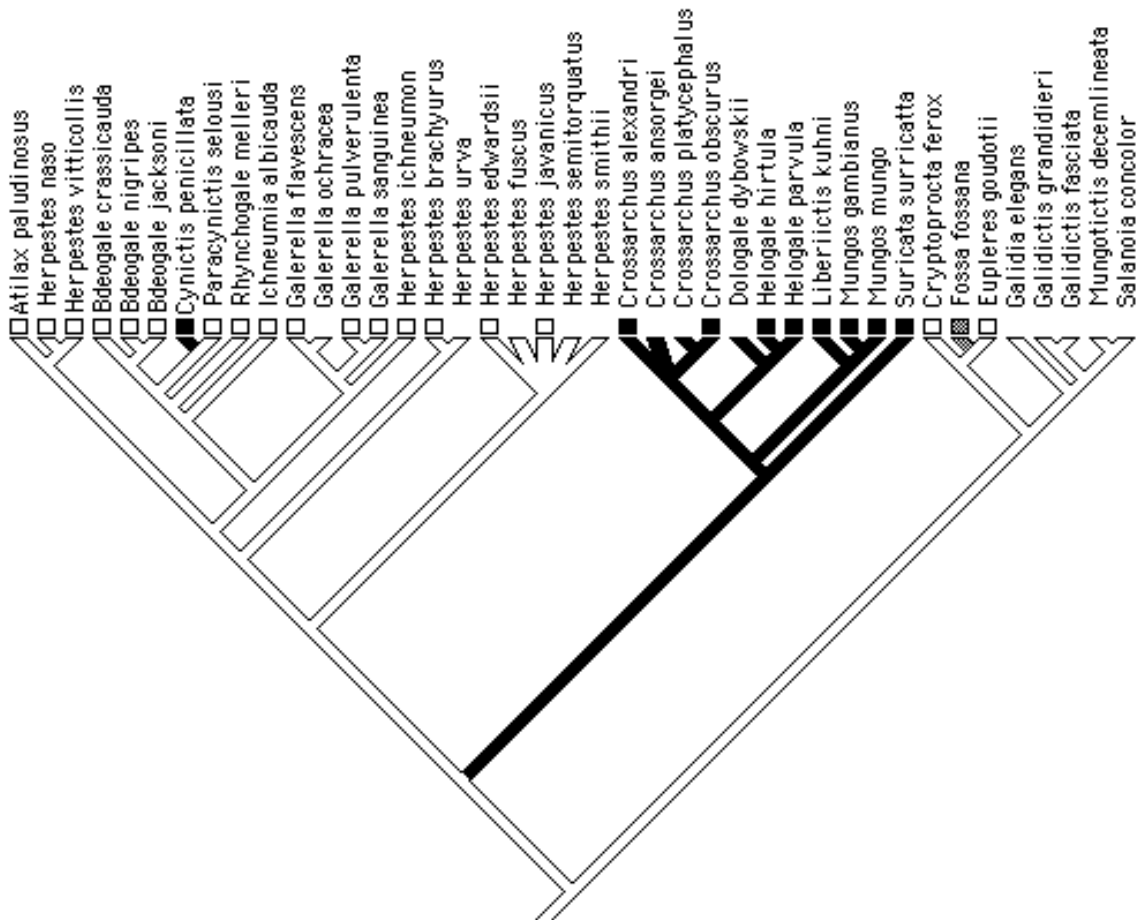 Atilax paludinosus
Herpestes naso
Herpestes vitticollis
Bdeogale crassicauda
Bdeogale nigripes
Bdeogale jacksoni
Cynictis penicillata
Paracynictis selousi
Rhynchogale melleri
Ichneumia albicauda
Galerella flavescens
Galerella ochracea
Galerella pulverulenta
Galerella sanguinea
Herpestes ichneumon
Herpestes brachyurus
Herpestes urva
Herpestes edwardsii
Herpestes fuscus
Herpestes javanicus
Herpestes semitorquatus
Herpestes smithii
Crossarchus alexandri
Crossarchus ansorgei
Crossarchus platycephalus
Crossarchus obscurus
Dologale dybowskii
Helogale hirtula
Helogale parvula
Liberiictis kuhni
Mungos gambianus
Mungos mungo
Suricata surricatta
Cryptoprocta ferox
Fossa fossana
Eupleres goudotii
Galidia elegans
Galidictis grandidieri
Galidictis fasciata
Mungotictis decemlineata
Salanoia concolor